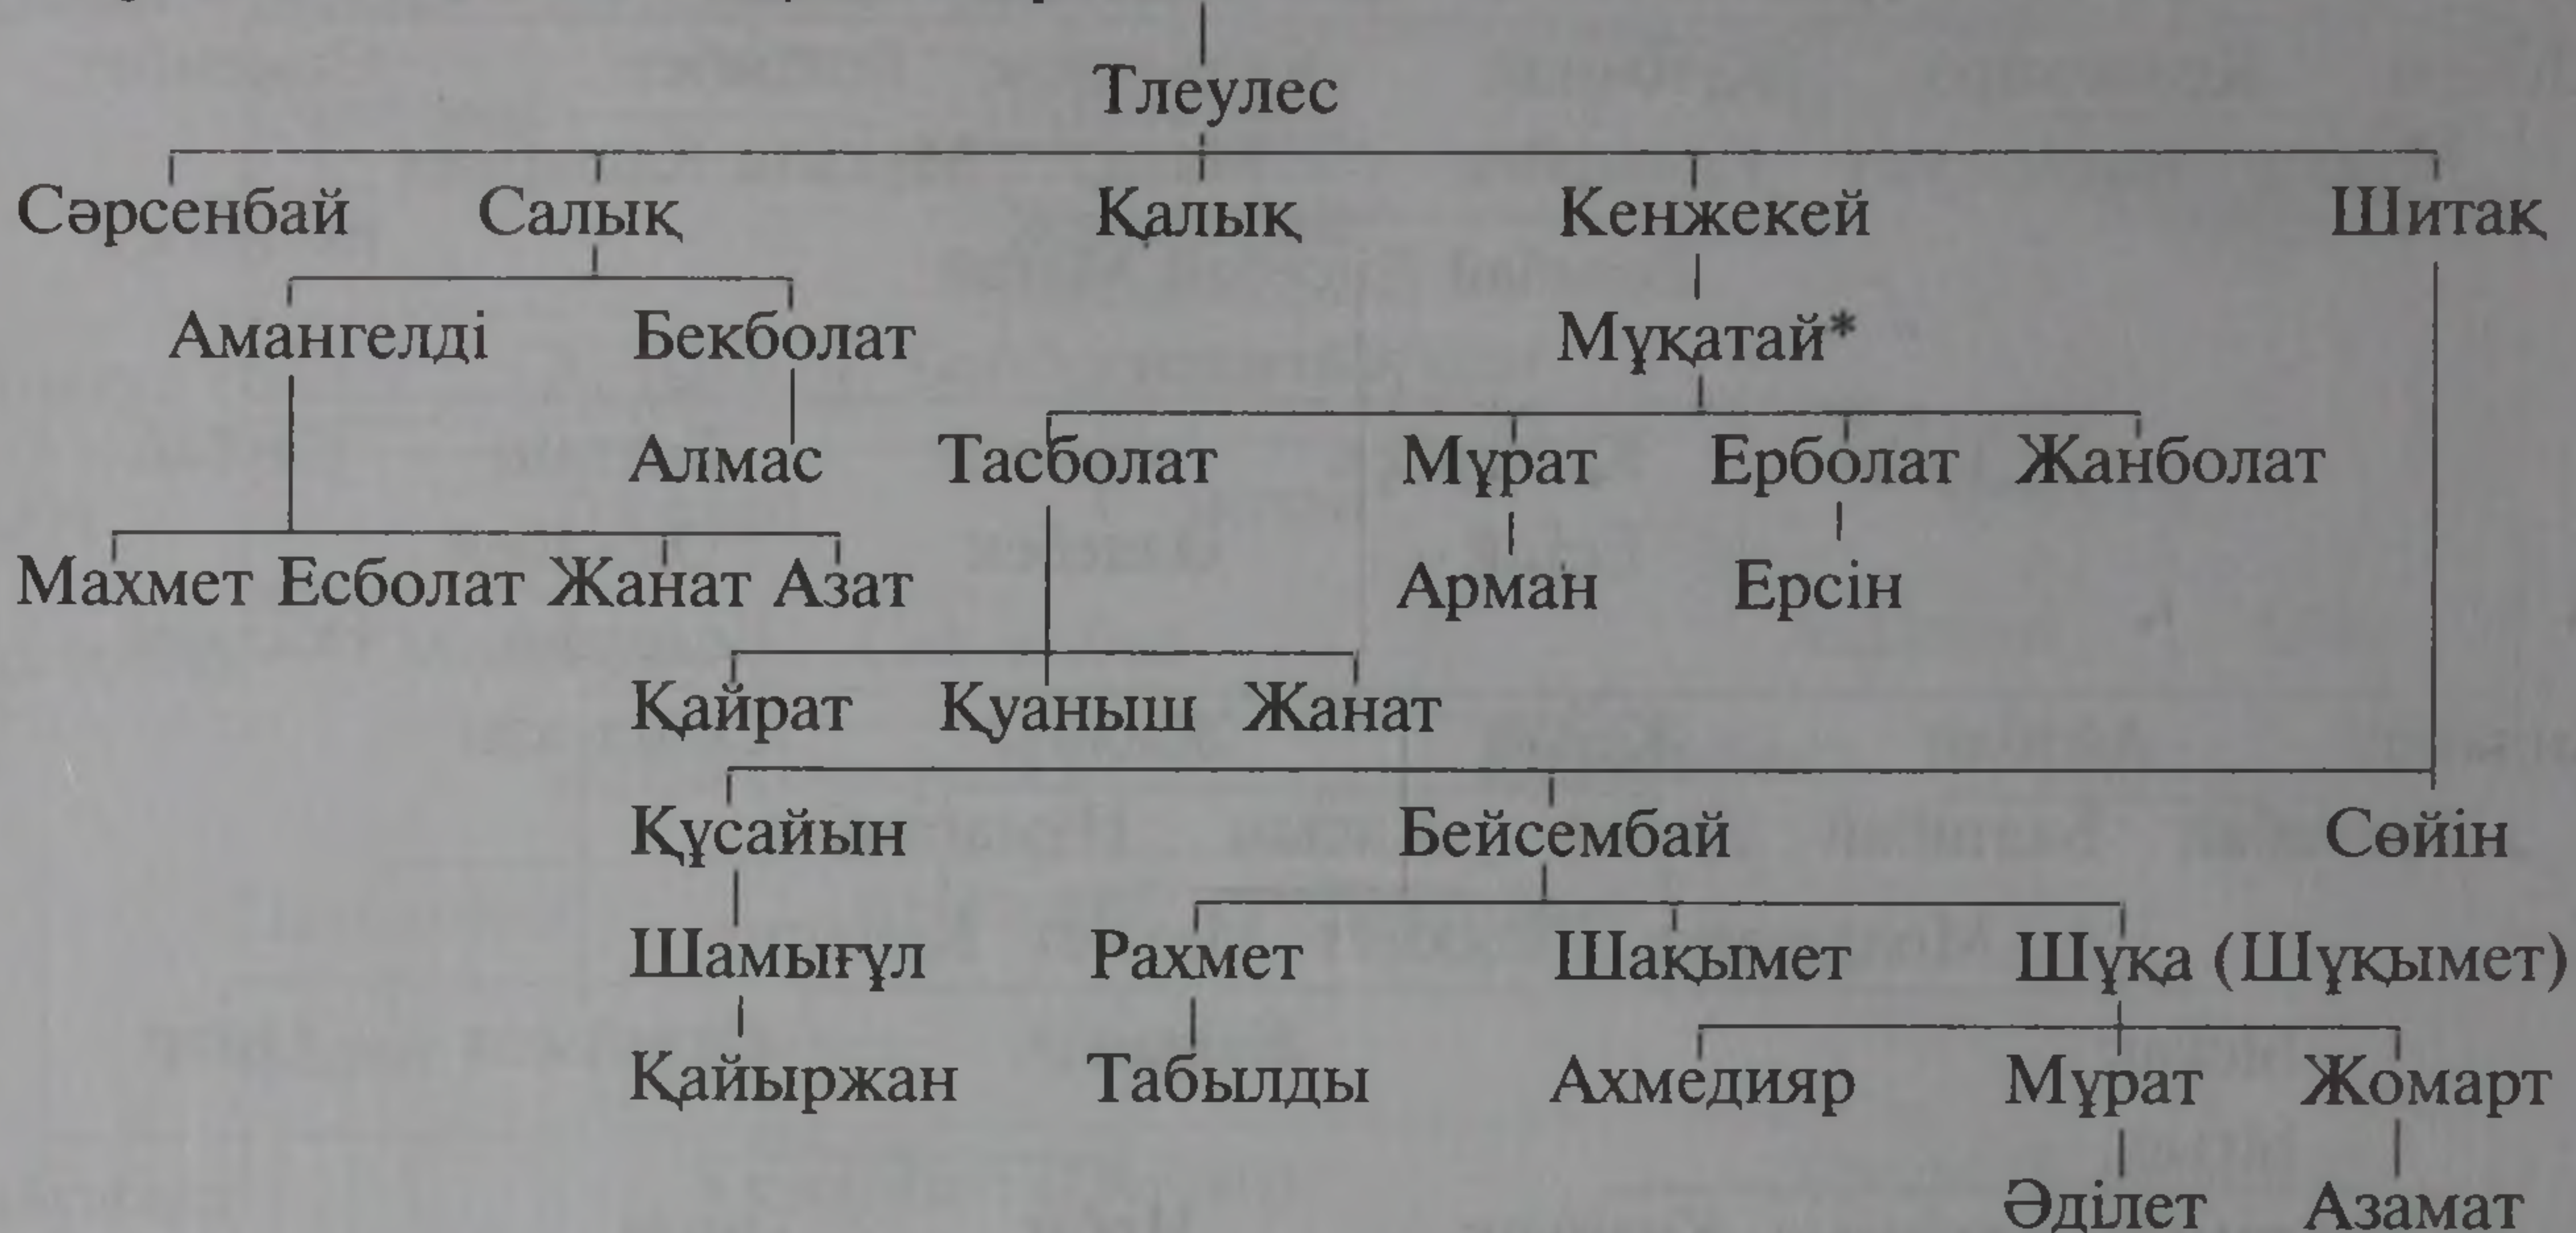 Тлеулес
Сәрсенбай Салық Қалық Кенжекей Шитақ
Амангелді Бекболат Мұқатай*
Алмас Тасболат Мұрат Ерболат Жанболат
Махмет Есболат Жанат Азат Арман Ерсін
Қайрат Қуаныш Жанат
Құсайын Бейсембай Сөйін
Шамығұл Рахмет Шақымет Шұқа (Шұқымет)
Қайыржан Табылды Ахмедияр Мұрат Жомарт
Әділет Азамат